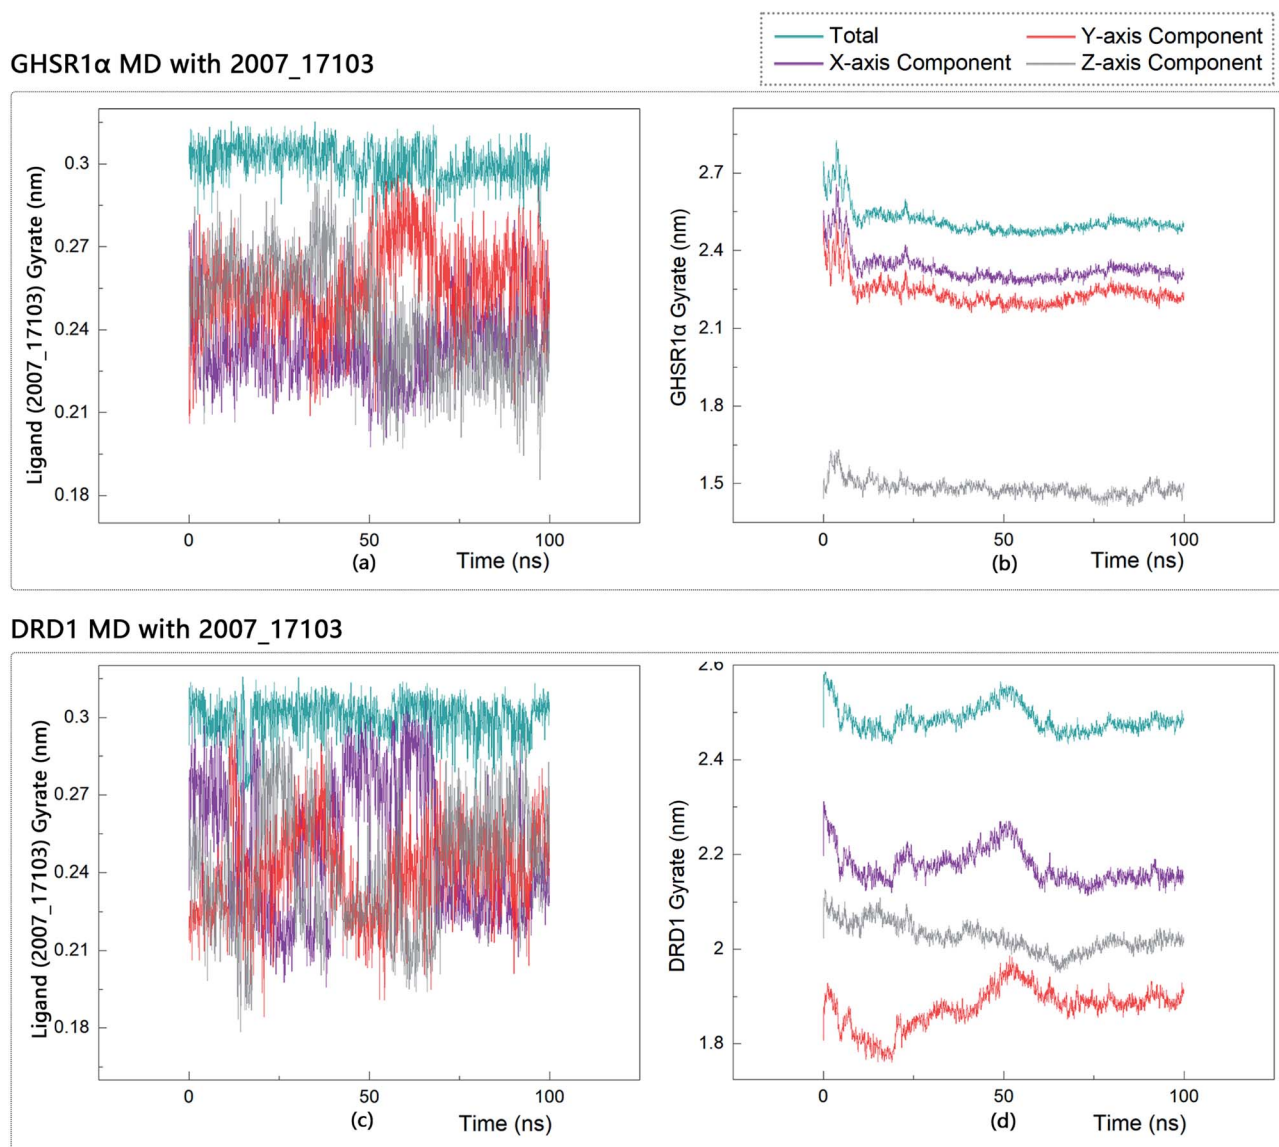 Total
Y-axis Component
X-axis Component
Z-axis Component
GHSR1α MD with 2007_17103
Ligand (2007_17103) Gyrate (nm)
0.3
0.27
0.24
0.21
0.18
0
50
100
Time (ns)
(a)
GHSR1α Gyrate (nm)
2.7
2.4
2.1
1.8
1.5
0
50
100
Time (ns)
(b)
DRD1 MD with 2007_17103
Ligand (2007_17103) Gyrate (nm)
0.3
0.27
0.24
0.21
0.18
0
50
100
Time (ns)
(c)
DRD1 Gyrate (nm)
2.6
2.4
2.2
2
1.8
0
50
100
Time (ns)
(d)